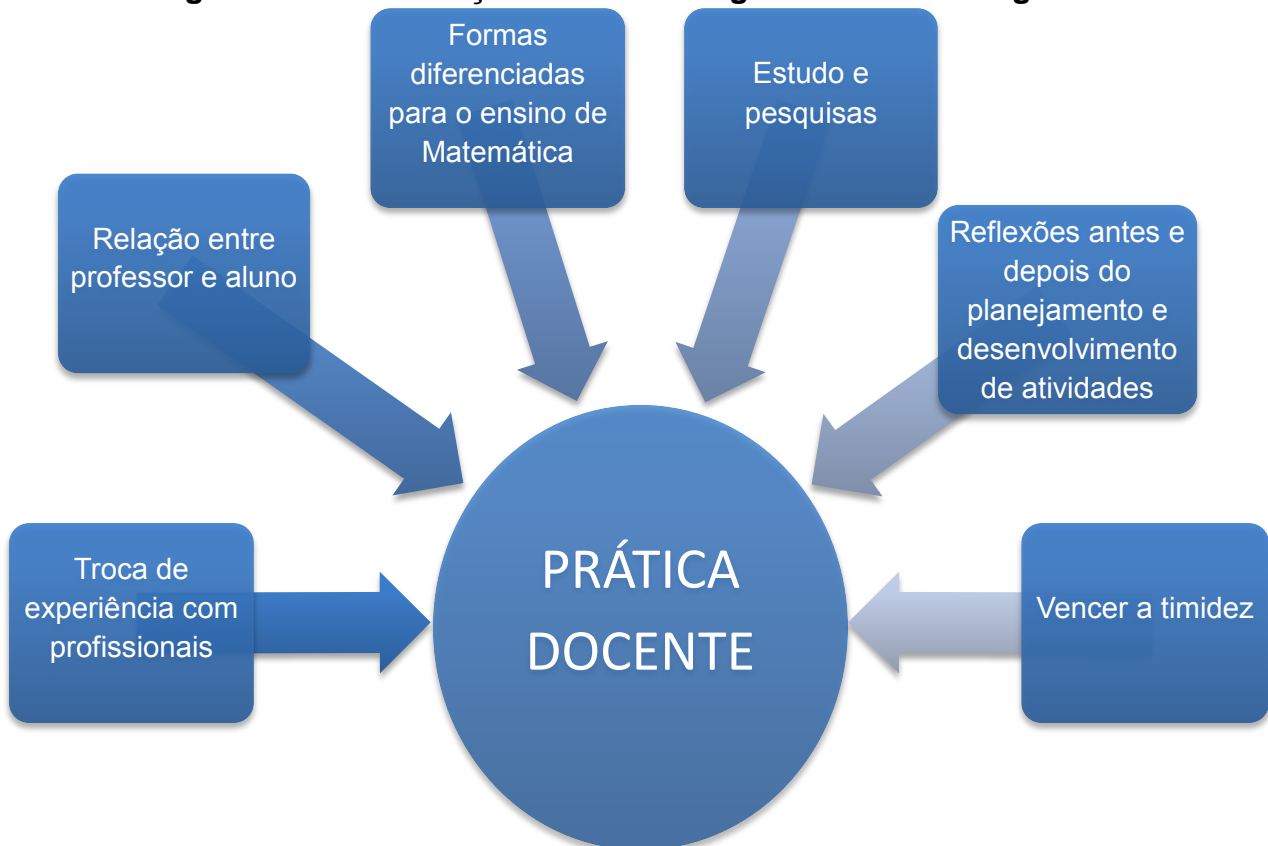 Formas
diferenciadas
para o ensino de
Matemática
Estudo e
pesquisas
Relação entre
professor e aluno
Reflexões antes e
depois do
planejamento e
desenvolvimento
de atividades
Troca de
experiência com
profissionais
Vencer a timidez
PRÁTICA
DOCENTE